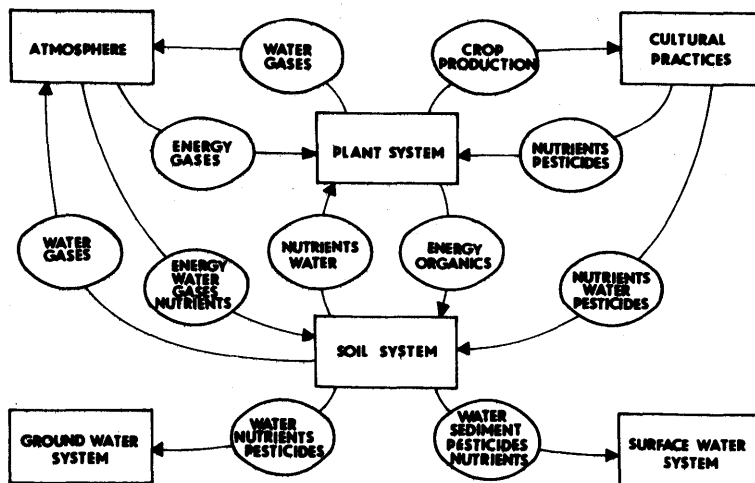 ATMOSPHERE
WATER
GASES
CROP
PRODUCTION
CULTURAL
PRACTICES
ENERGY
GASES
PLANT SYSTEM
NUTRIENTS
PESTICIDES
WATER
GASES
ENERGY
WATER
GASES
NUTRIENTS
NUTRIENTS
WATER
ENERGY
ORGANICS
NUTRIENTS
WATER
PESTICIDES
SOIL SYSTEM
GROUND WATER
SYSTEM
WATER
NUTRIENTS
PESTICIDES
WATER
SEDIMENT
PESTICIDES
NUTRIENTS
SURFACE WATER
SYSTEM